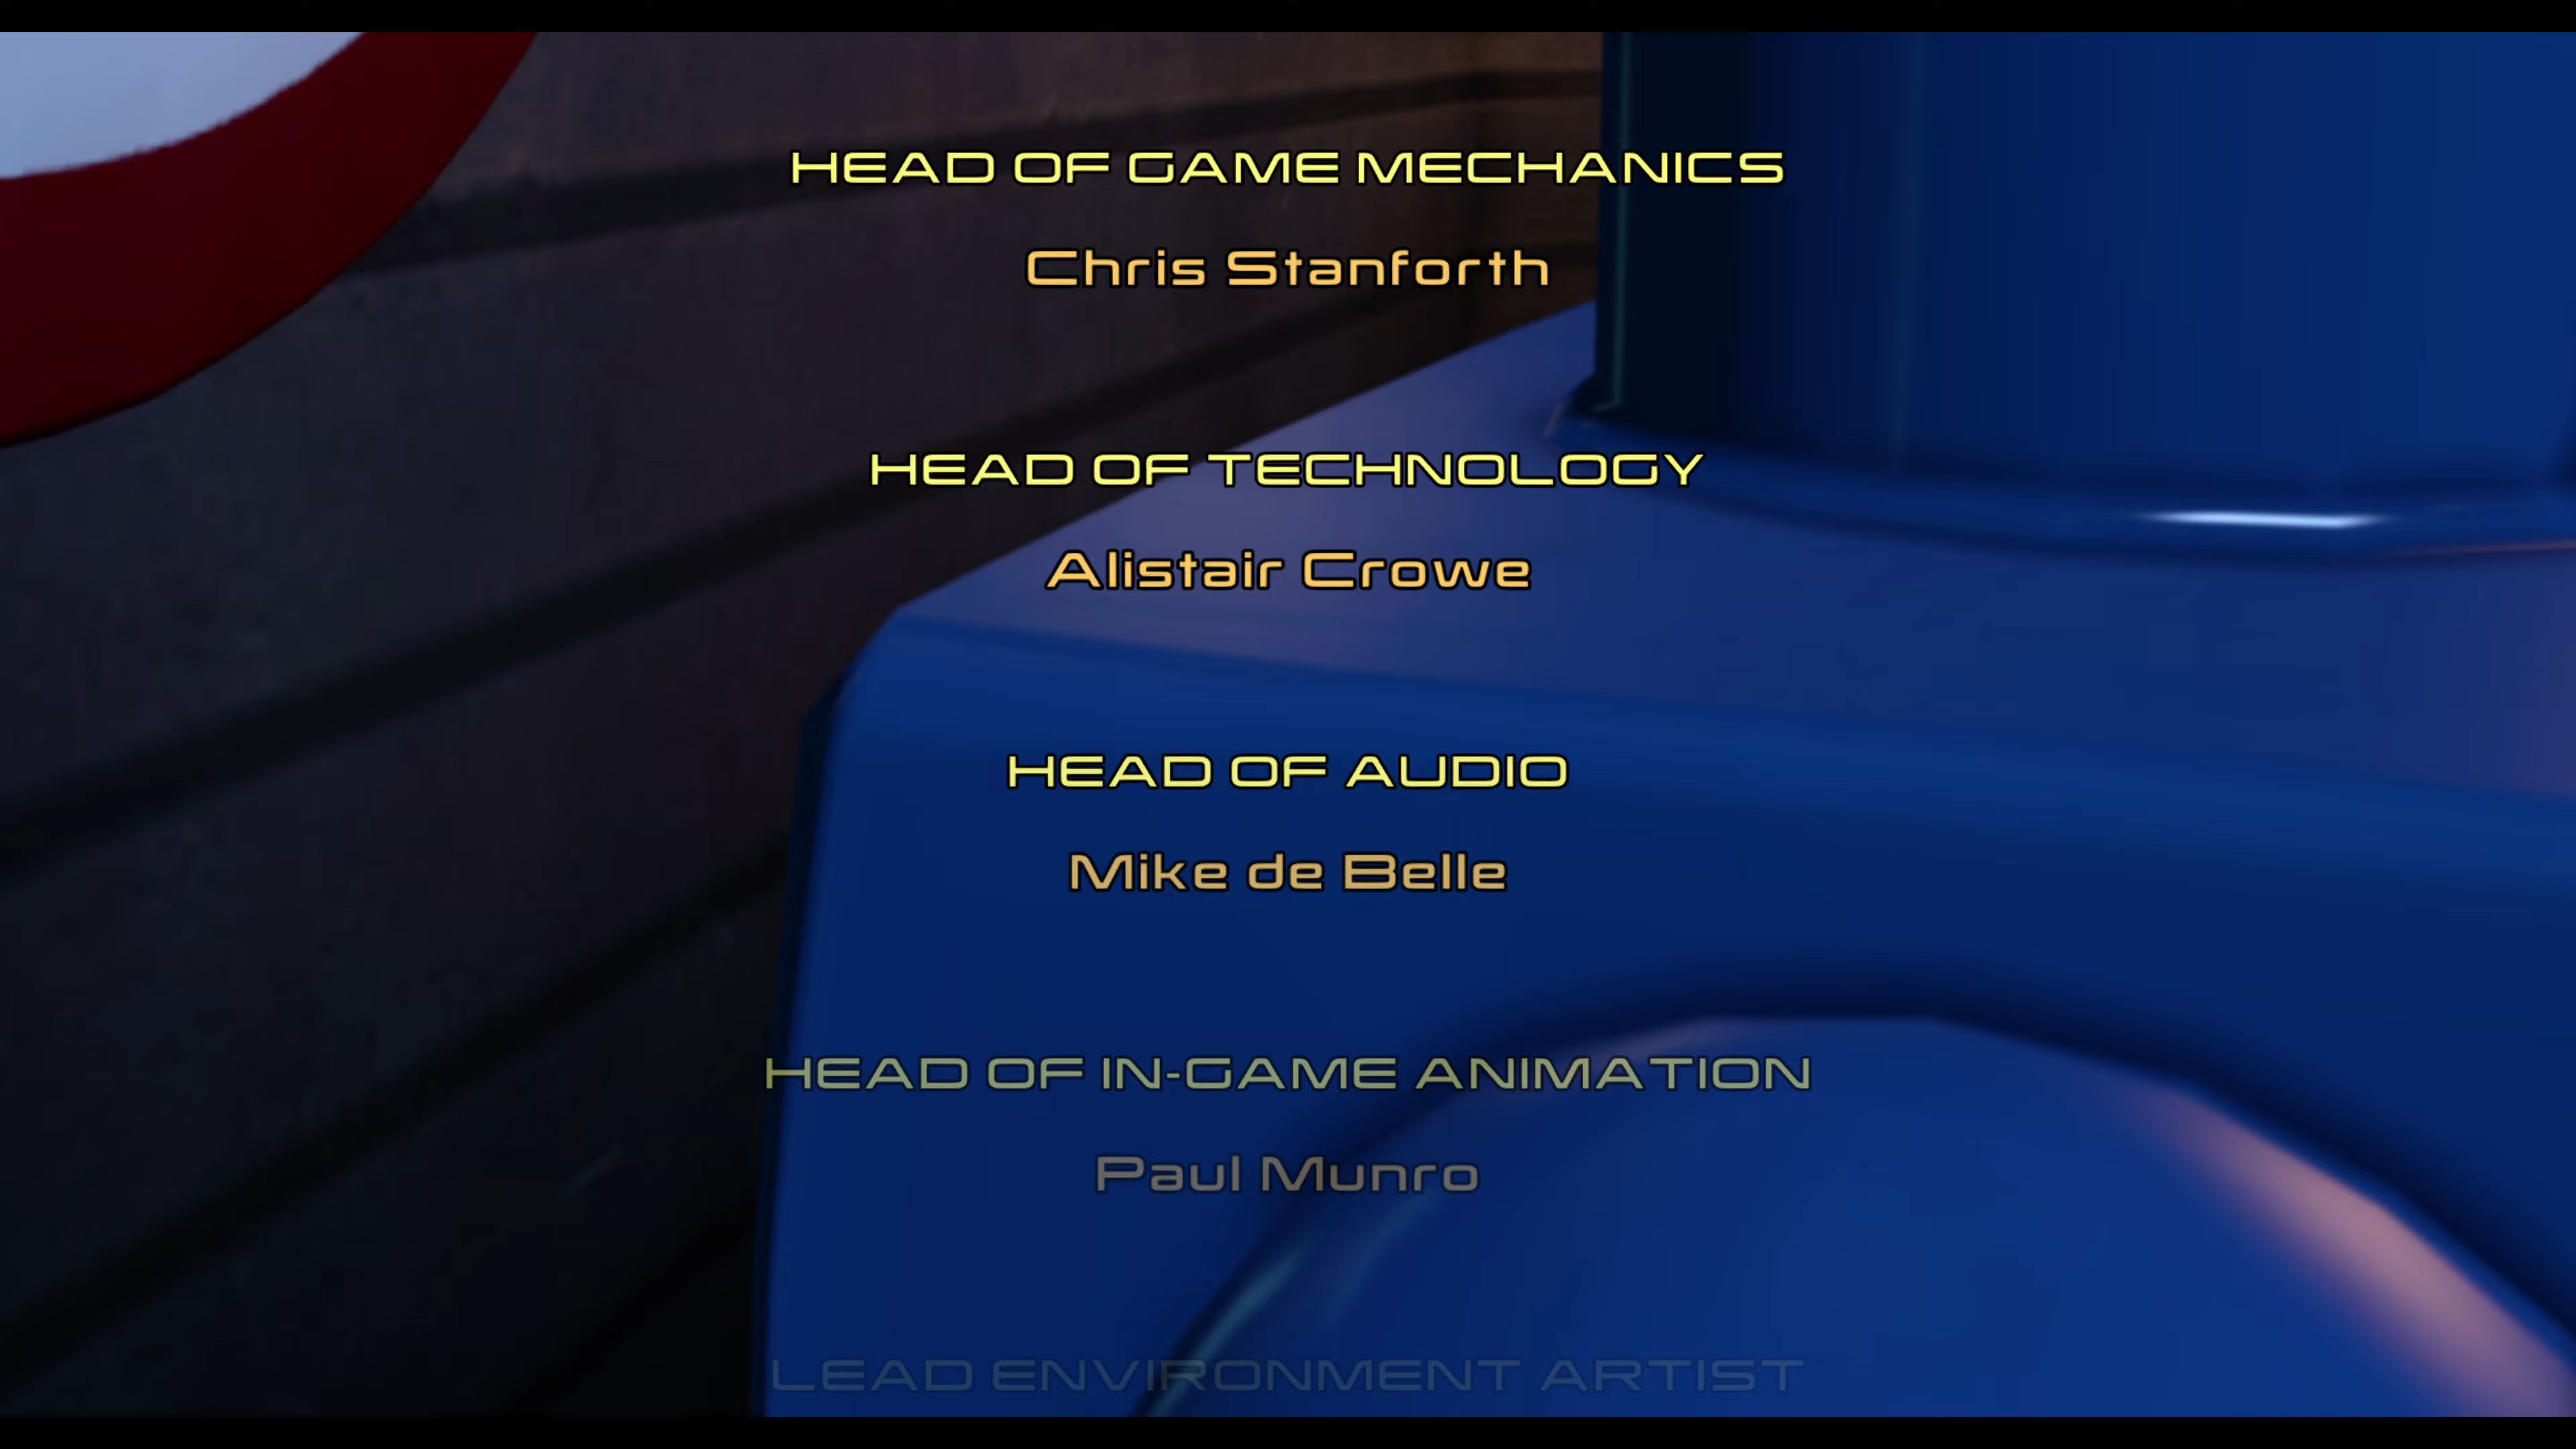 HEAD OF GAME MECHANICS
Chris Stanforth
HEAD OF TECHNOLOGY
Alistair Crowe
HEAD OF AUDIO
Mike de Belle
HEAD OF IN-GAME ANIMATION
Paul Munro
LEAD ENVIRONMENT ARTIST